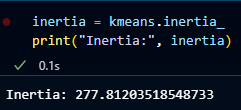 inertia = kmeans.inertia_
print("Inertia:", inertia)
0.1s
Inertia: 277.81203518548733